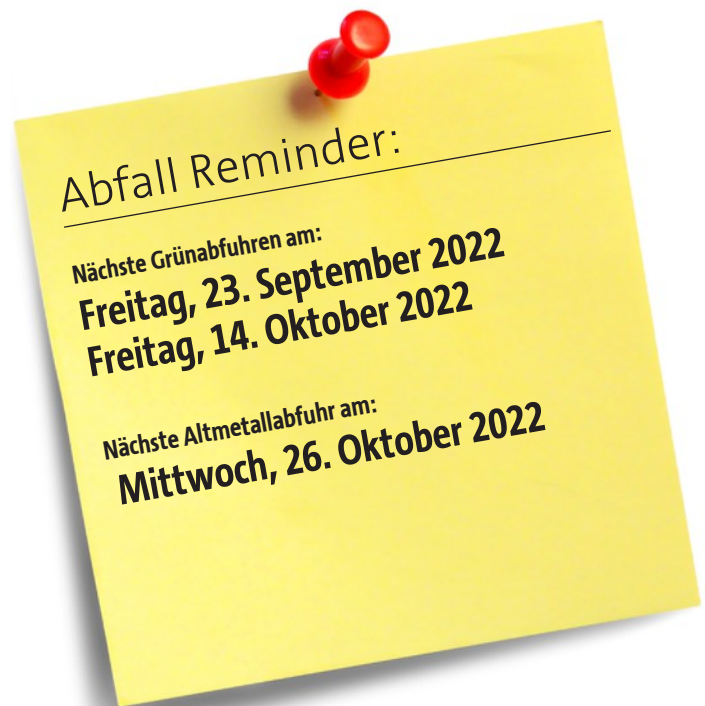 Abfall Reminder:
Nächste Grünabfuhren am:
Freitag, 23. September 2022
Freitag, 14. Oktober 2022
Nächste Altmetallabfuhr am:
Mittwoch, 26. Oktober 2022